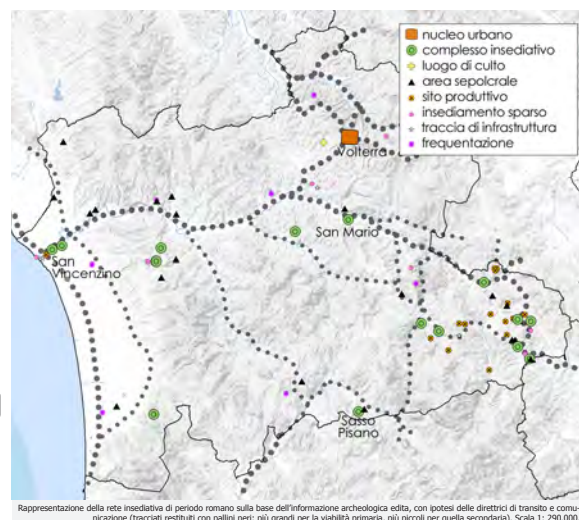 nucleo urbano
complesso insediativo
luogo di culto
area sepolcrale
sito produttivo
insediamento sparso
traccia di infrastruttura
frequentazione
Volterra
San Mario
San
Vincenzino
Sasso
Pisano
Rappresentazione della rete insediativa di periodo romano sulla base dell'informazione archeologica edita, con ipotesi delle direttrici di transito e comu
nicazione (tracciati restituiti con pallini neri: più grandi per la viabilità primaria, più piccoli per quella secondaria). Scala 1: 290.000